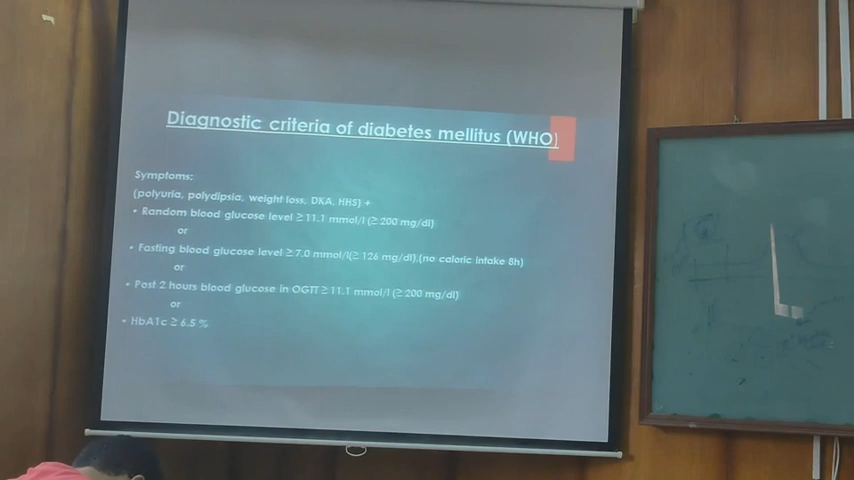 Diagnostic criteria of diabetes mellitus (WHO)
Symptoms:
(polyuria, polydipsia, weight loss, DKA, HHS) +
• Random blood glucose level ≥ 11.1 mmol/l (≥ 200 mg/dl)
or
• Fasting blood glucose level ≥ 7.0 mmol/l(≥ 126 mg/dl),(no caloric intake 8h)
or
• Post 2 hours blood glucose in OGTT ≥ 11.1 mmol/l (≥ 200 mg/dl)
or
• HbA1c ≥ 6.5 %